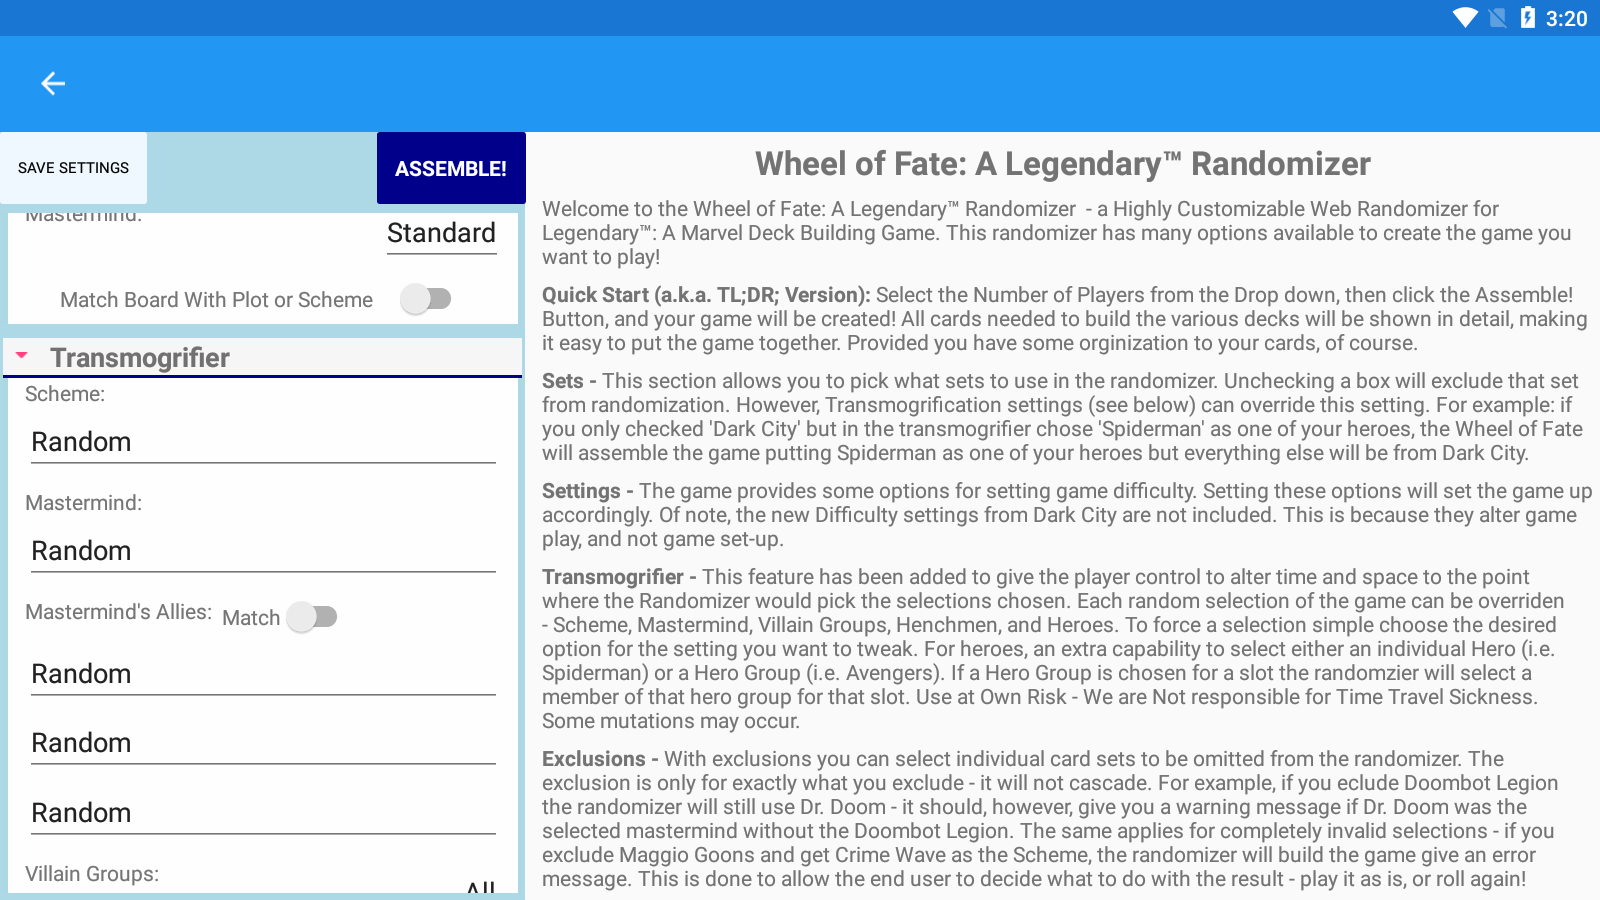 3:20
SAVE SETTINGS
ASSEMBLE!
Mastermind:
Standard
Match Board With Plot or Scheme
Transmogrifier
Scheme:
Random
Mastermind:
Random
Mastermind's Allies: Match
Random
Random
Random
Villain Groups:
All
Wheel of Fate: A Legendary™ Randomizer
Welcome to the Wheel of Fate: A Legendary™ Randomizer - a Highly Customizable Web Randomizer for
Legendary™: A Marvel Deck Building Game. This randomizer has many options available to create the game you
want to play!
Quick Start (a.k.a. TL;DR; Version): Select the Number of Players from the Drop down, then click the Assemble!
Button, and your game will be created! All cards needed to build the various decks will be shown in detail, making
it easy to put the game together. Provided you have some orginization to your cards, of course.
Sets - This section allows you to pick what sets to use in the randomizer. Unchecking a box will exclude that set
from randomization. However, Transmogrification settings (see below) can override this setting. For example: if
you only checked 'Dark City' but in the transmogrifier chose 'Spiderman' as one of your heroes, the Wheel of Fate
will assemble the game putting Spiderman as one of your heroes but everything else will be from Dark City.
Settings - The game provides some options for setting game difficulty. Setting these options will set the game up
accordingly. Of note, the new Difficulty settings from Dark City are not included. This is because they alter game
play, and not game set-up.
Transmogrifier - This feature has been added to give the player control to alter time and space to the point
where the Randomizer would pick the selections chosen. Each random selection of the game can be overriden
- Scheme, Mastermind, Villain Groups, Henchmen, and Heroes. To force a selection simple choose the desired
option for the setting you want to tweak. For heroes, an extra capability to select either an individual Hero (i.e.
Spiderman) or a Hero Group (i.e. Avengers). If a Hero Group is chosen for a slot the randomzier will select a
member of that hero group for that slot. Use at Own Risk - We are Not responsible for Time Travel Sickness.
Some mutations may occur.
Exclusions - With exclusions you can select individual card sets to be omitted from the randomizer. The
exclusion is only for exactly what you exclude - it will not cascade. For example, if you eclude Doombot Legion
the randomizer will still use Dr. Doom - it should, however, give you a warning message if Dr. Doom was the
selected mastermind without the Doombot Legion. The same applies for completely invalid selections - if you
exclude Maggio Goons and get Crime Wave as the Scheme, the randomizer will build the game give an error
message. This is done to allow the end user to decide what to do with the result - play it as is, or roll again!